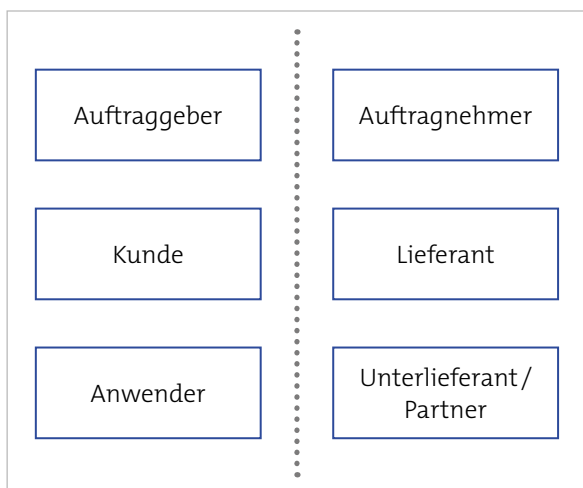 Auftraggeber
Auftragnehmer
Kunde
Lieferant
Anwender
Unterlieferant/
Partner